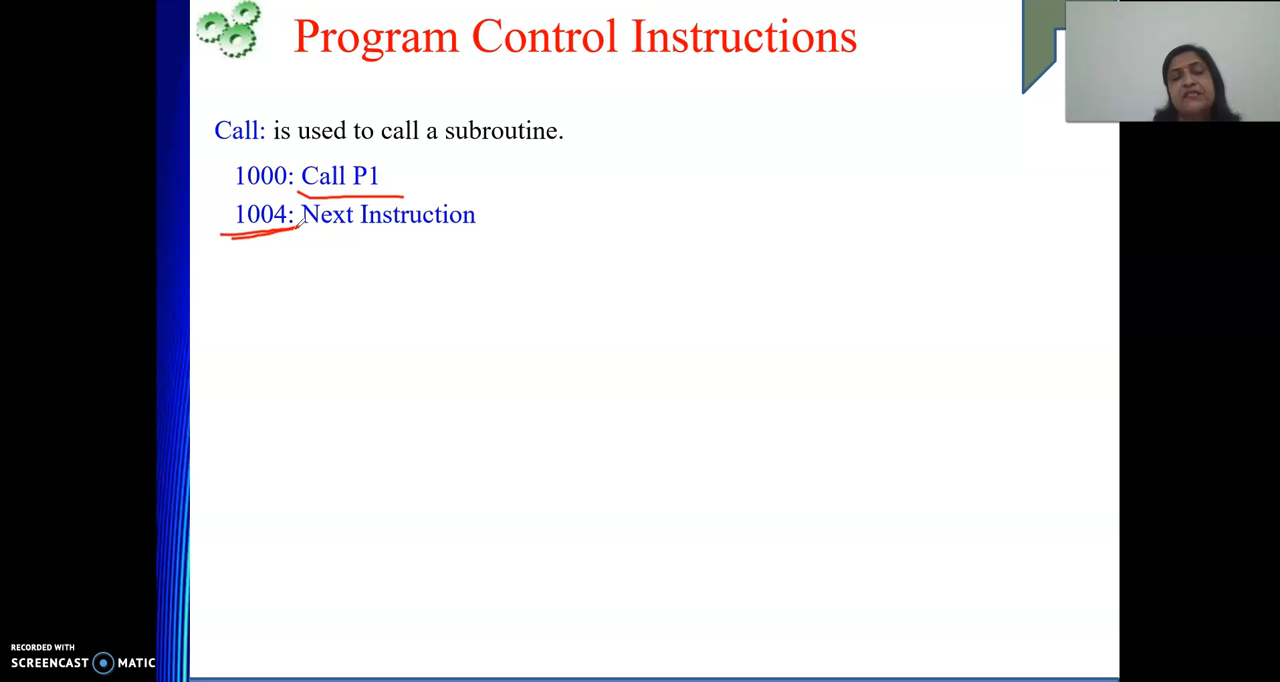 Program Control Instructions
Call: is used to call a subroutine.
1000: Call P1
1004: Next Instruction
RECORDED WITH
SCREENCAST MATIC